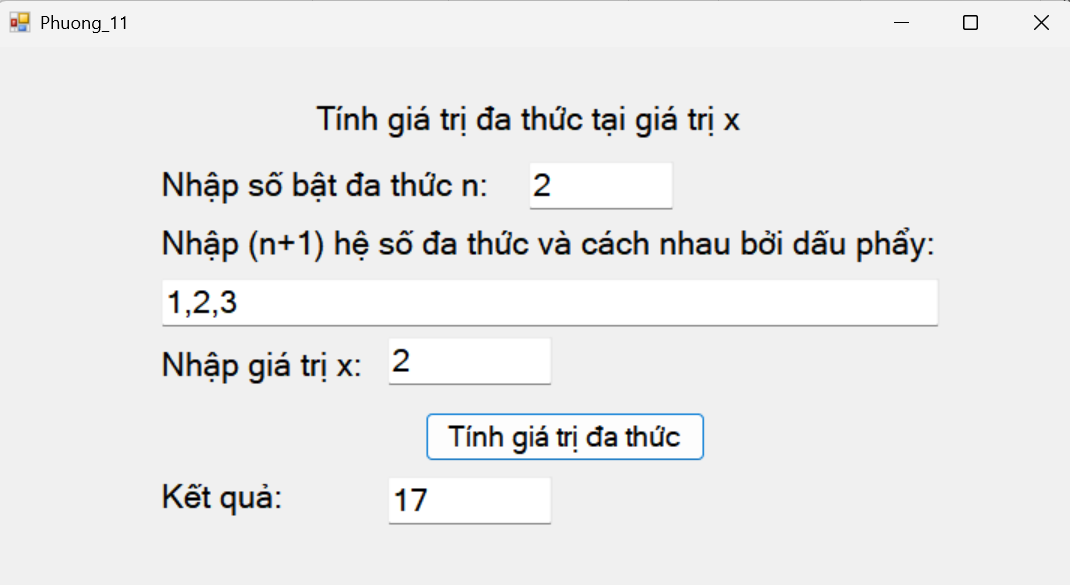 Phuong_11
Tính giá trị đa thức tại giá trị x
Nhập số bật đa thức n: 2
Nhập (n+1) hệ số đa thức và cách nhau bởi dấu phẩy:
1,2,3
Nhập giá trị x: 2
Tính giá trị đa thức
Kết quả: 17